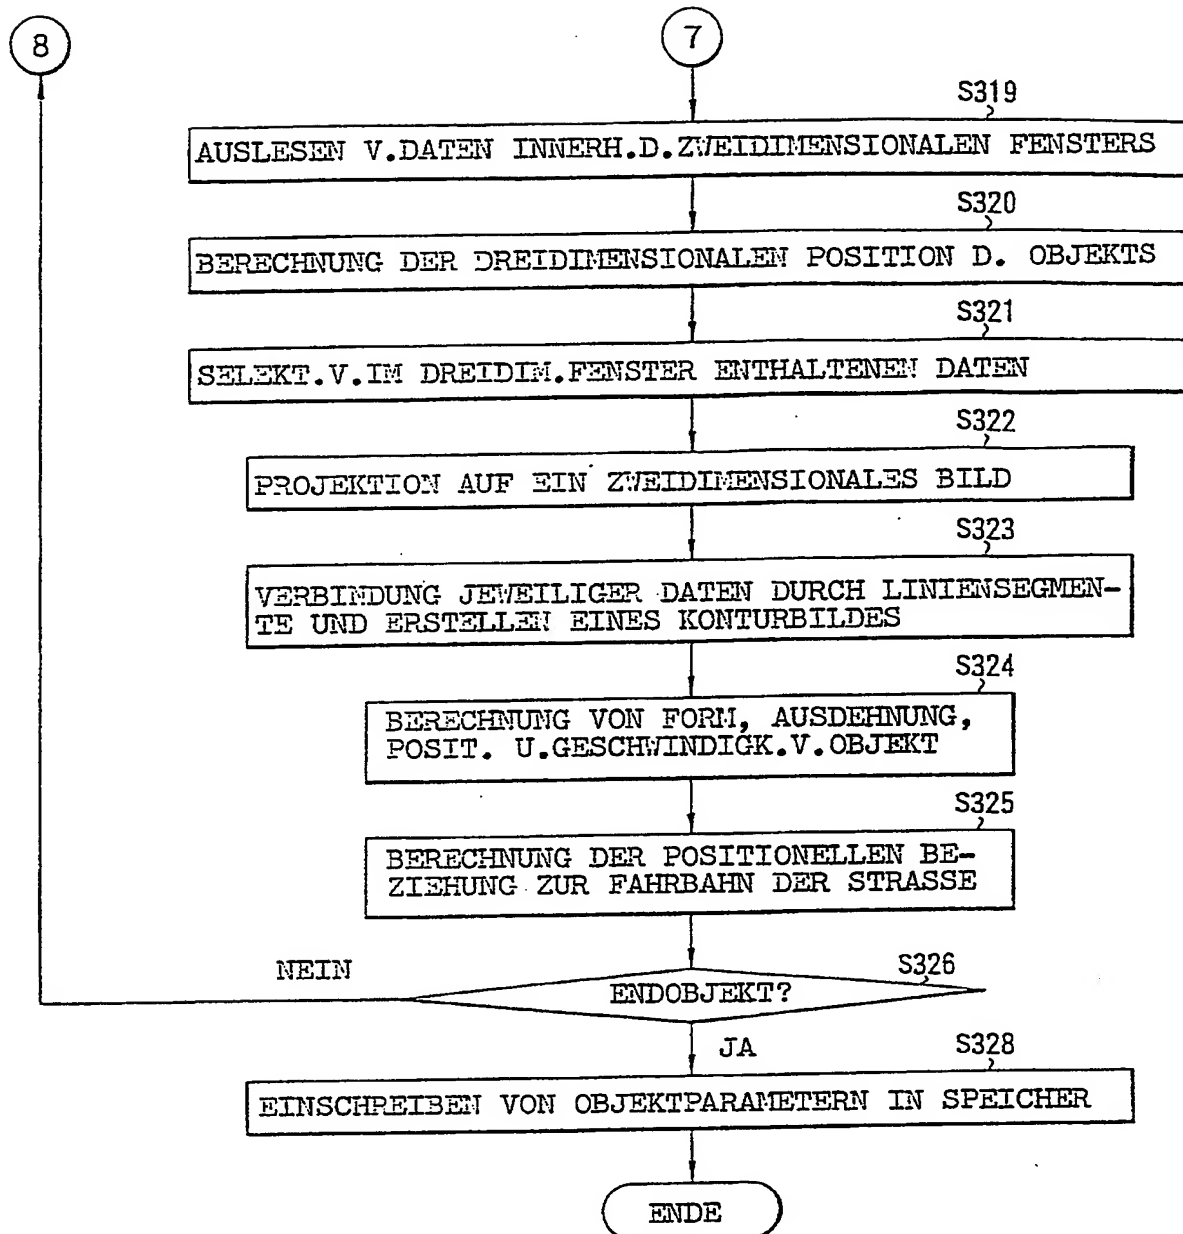 8
7
S319
AUSLESEN V.DATEN INNERH.D.ZWEIDIMENSIONALEN FENSTERS
S320
BERECHNUNG DER DREIDIMENSIONALEN POSITION D. OBJEKTS
S321
SELEKT.V.IM DREIDIM.FENSTER ENTHALTENEN DATEN
S322
PROJEKTION AUF EIN ZWEIDIMENSIONALES BILD
S323
VERBINDUNG JEWEILIGER DATEN DURCH LINIENSEGMEN-
TE UND ERSTELLEN EINES KONTURBILDES
S324
BERECHNUNG VON FORM, AUSDEHNUNG,
POSIT. U.GESCHWINDIGK.V.OBJEKT
S325
BERECHNUNG DER POSITIONELLEN BE-
ZIEHUNG ZUR FAHRBAHN DER STRASSE
NEIN
S326
ENDOBJEKT?
JA
S328
EINSCHREIBEN VON OBJEKTPARAMETERN IN SPEICHER
ENDE